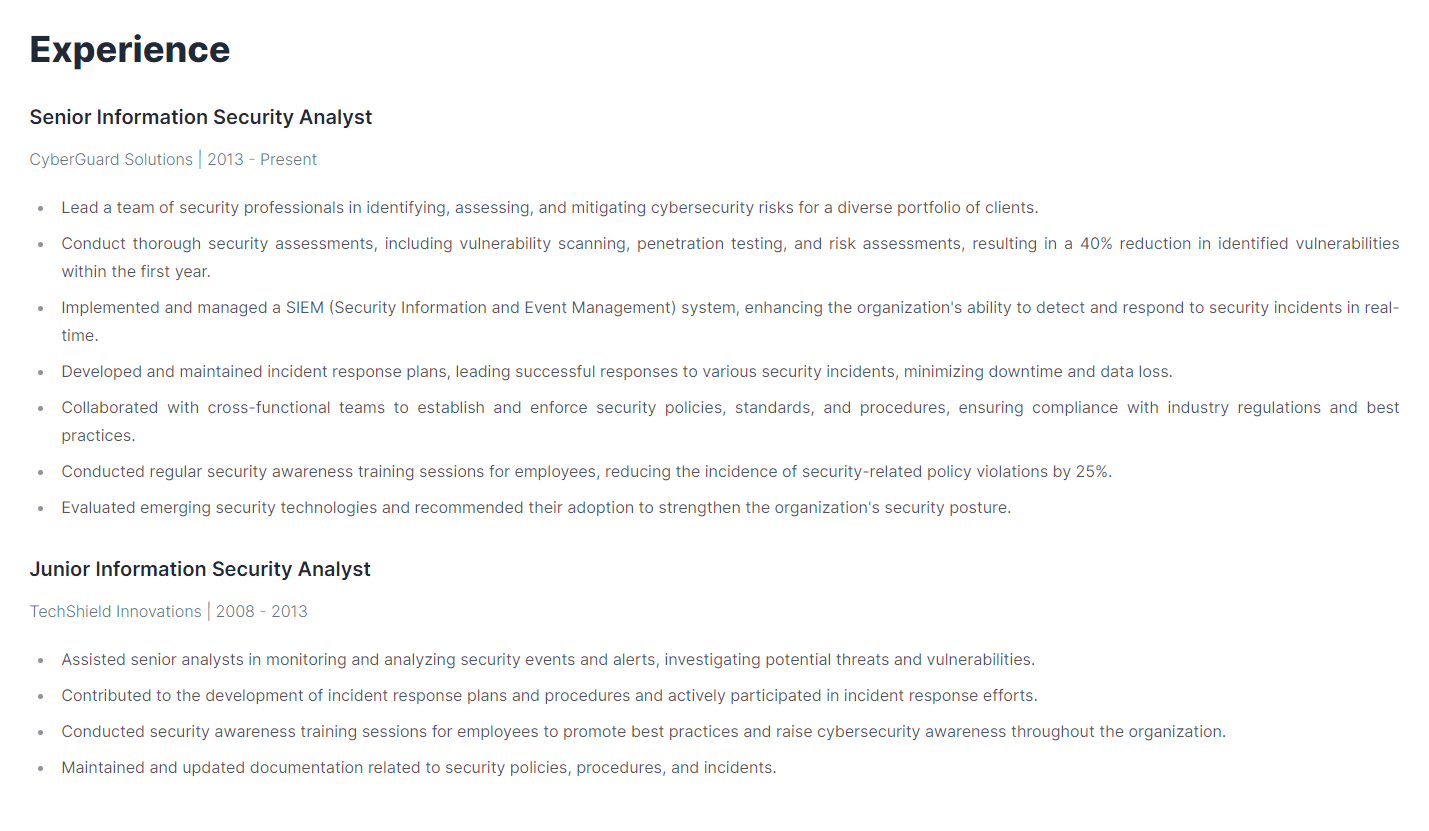 Experience
Senior Information Security Analyst
CyberGuard Solutions | 2013 - Present
• Lead a team of security professionals in identifying, assessing, and mitigating cybersecurity risks for a diverse portfolio of clients.
• Conduct thorough security assessments, including vulnerability scanning, penetration testing, and risk assessments, resulting in a 40% reduction in identified vulnerabilities
within the first year.
• Implemented and managed a SIEM (Security Information and Event Management) system, enhancing the organization's ability to detect and respond to security incidents in real-
time.
• Developed and maintained incident response plans, leading successful responses to various security incidents, minimizing downtime and data loss.
• Collaborated with cross-functional teams to establish and enforce security policies, standards, and procedures, ensuring compliance with industry regulations and best
practices.
• Conducted regular security awareness training sessions for employees, reducing the incidence of security-related policy violations by 25%.
• Evaluated emerging security technologies and recommended their adoption to strengthen the organization's security posture.
Junior Information Security Analyst
TechShield Innovations | 2008 - 2013
• Assisted senior analysts in monitoring and analyzing security events and alerts, investigating potential threats and vulnerabilities.
• Contributed to the development of incident response plans and procedures and actively participated in incident response efforts.
• Conducted security awareness training sessions for employees to promote best practices and raise cybersecurity awareness throughout the organization.
• Maintained and updated documentation related to security policies, procedures, and incidents.